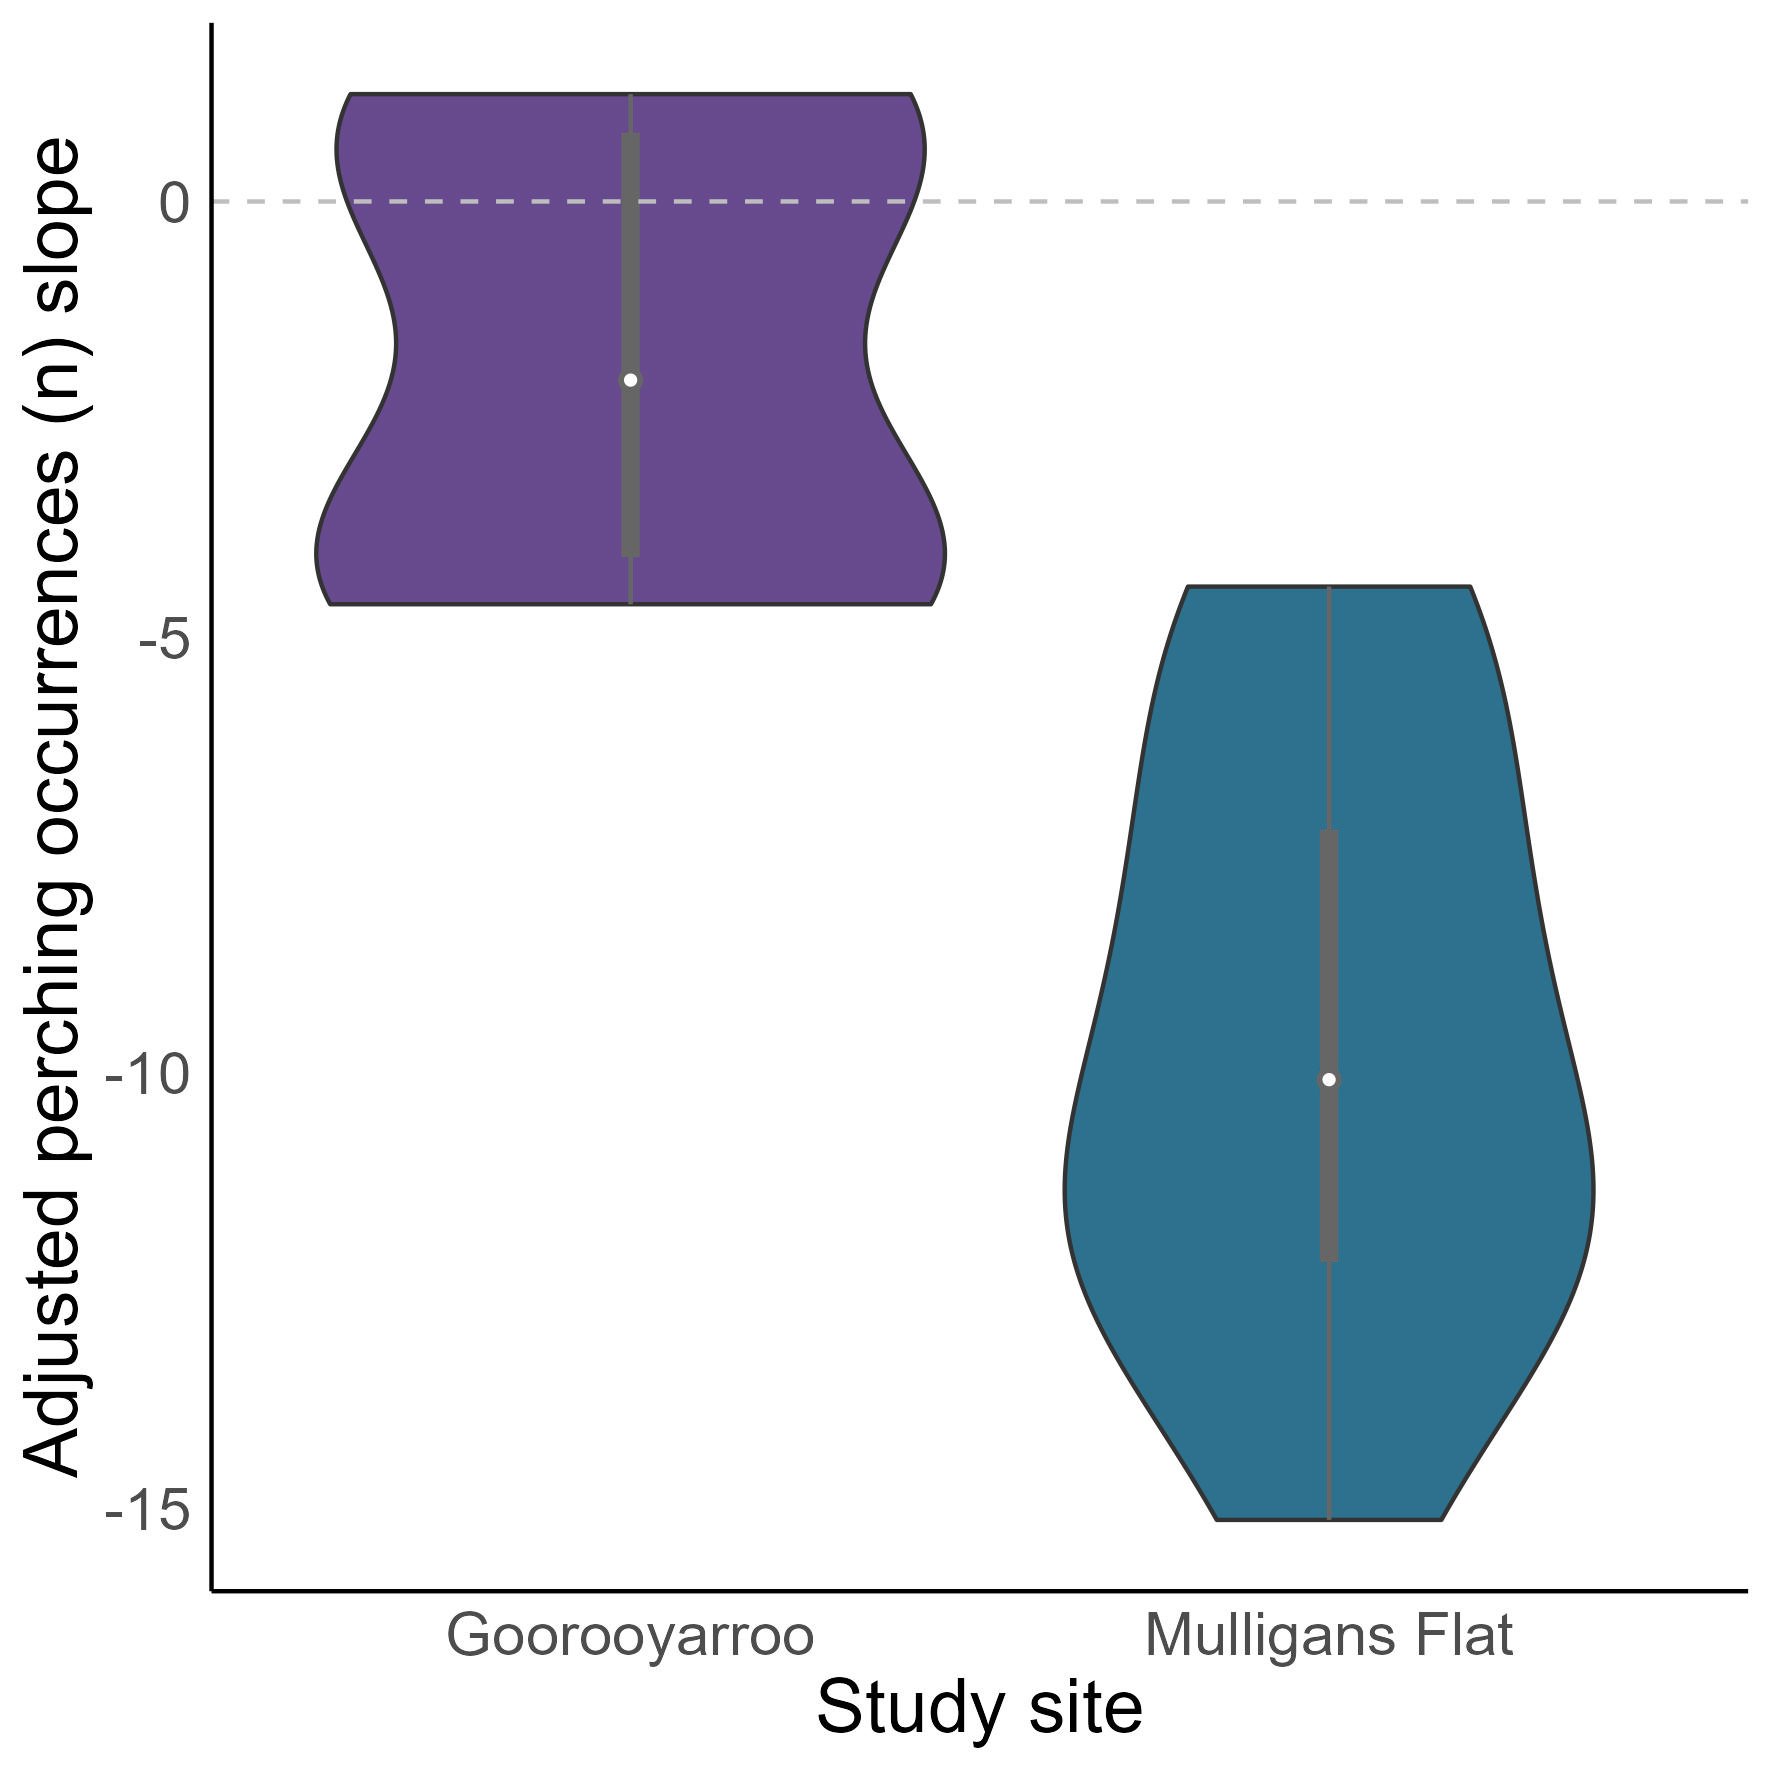 Adjusted perching occurrences (n) slope
0
-5
-10
-15
Goorooyarroo
Mulligans Flat
Study site